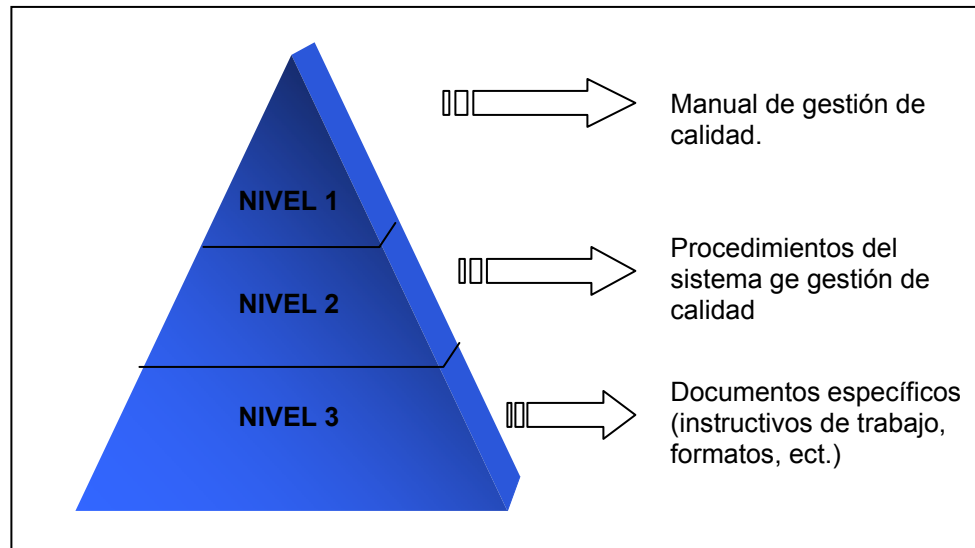 NIVEL 1
Manual de gestión de
calidad.
NIVEL 2
Procedimientos del
sistema ge gestión de
calidad
NIVEL 3
Documentos específicos
(instructivos de trabajo,
formatos, ect.)